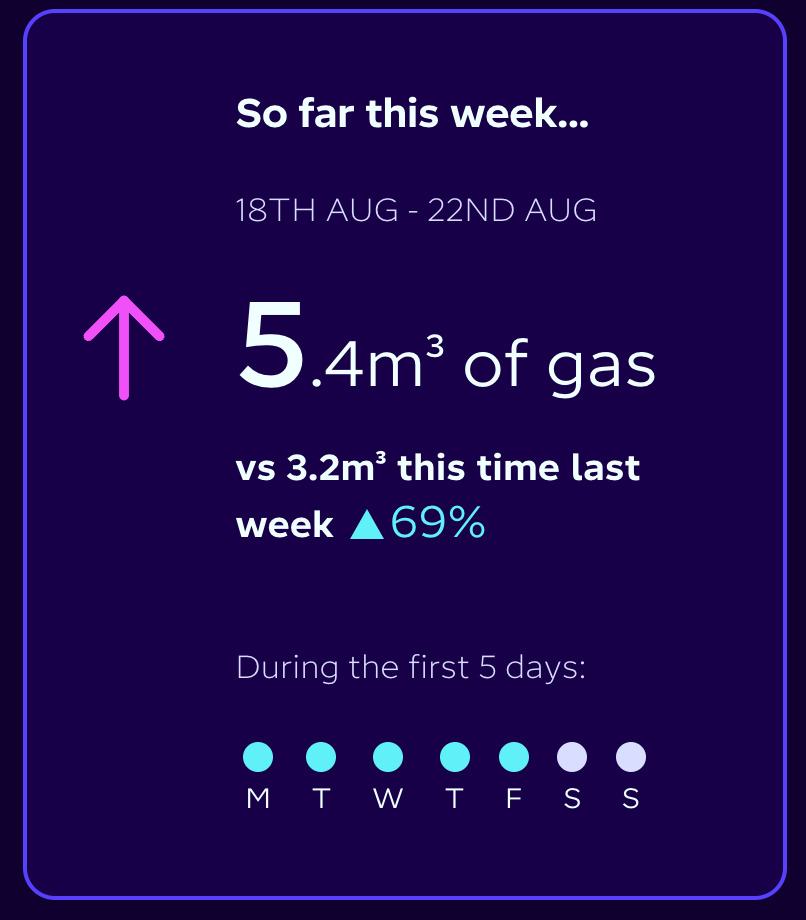 So far this week...
18TH AUG - 22ND AUG
5.4m³ of gas
vs 3.2m³ this time last
week ▲69%
During the first 5 days:
M T W T F S S